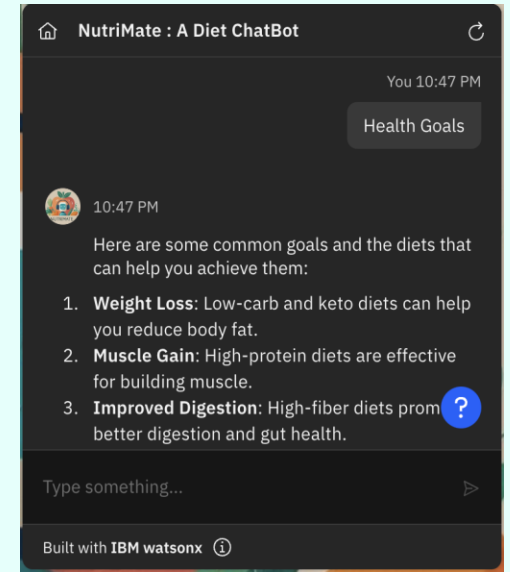 NutriMate : A Diet ChatBot
You 10:47 PM
Health Goals
10:47 PM
Here are some common goals and the diets that
can help you achieve them:
1. Weight Loss: Low-carb and keto diets can help
you reduce body fat.
2. Muscle Gain: High-protein diets are effective
for building muscle.
3. Improved Digestion: High-fiber diets prom
?
better digestion and gut health.
Type something...
Built with IBM watsonx